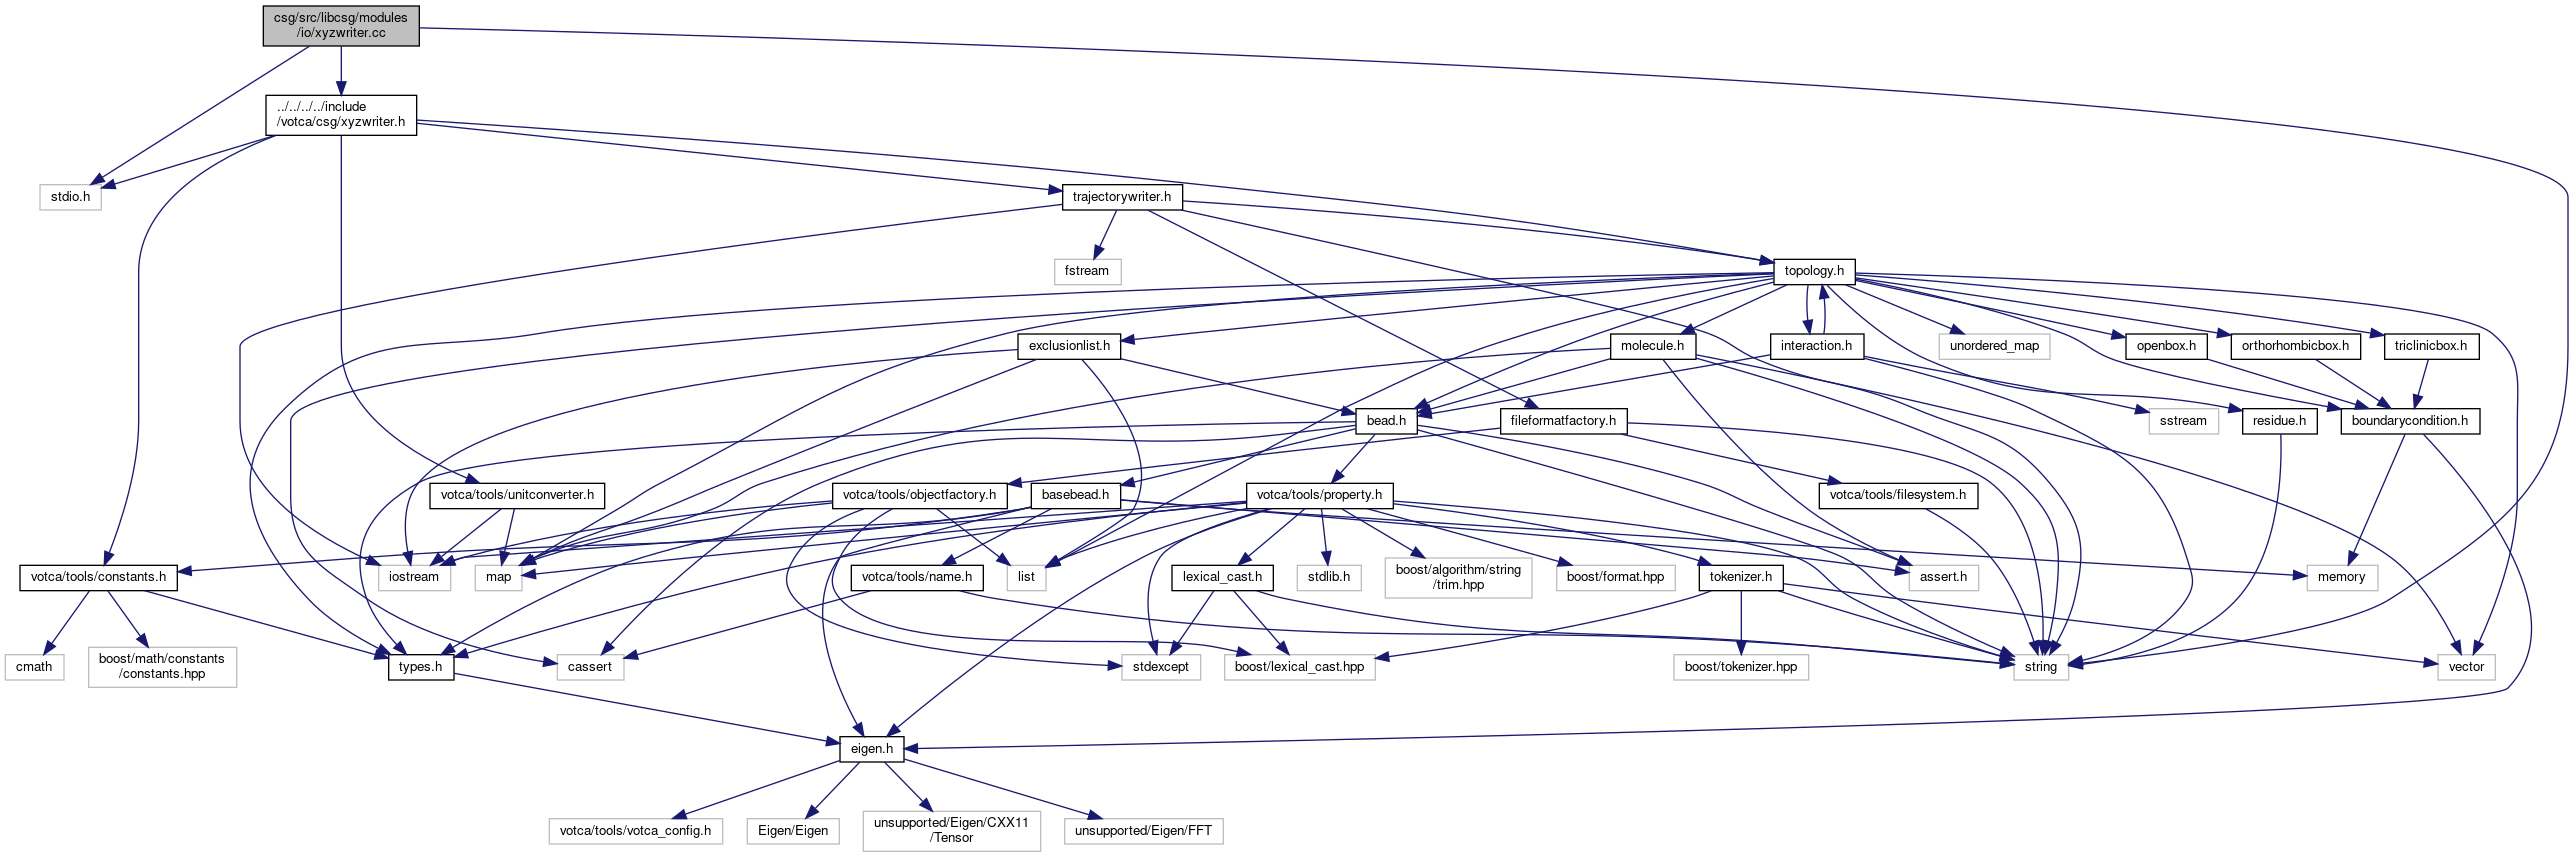 csg/src/libcsg/modules
/io/xyzwriter.cc
../../../../include
/votca/csg/xyzwriter.h
stdio.h
trajectorywriter.h
fstream
topology.h
exclusionlist.h
molecule.h
interaction.h
unordered_map
openbox.h
orthorhombicbox.h
triclinicbox.h
bead.h
fileformatfactory.h
sstream
residue.h
boundarycondition.h
votca/tools/unitconverter.h
votca/tools/objectfactory.h
basebead.h
votca/tools/property.h
votca/tools/filesystem.h
votca/tools/constants.h
iostream
map
votca/tools/name.h
list
lexical_cast.h
stdlib.h
boost/algorithm/string
/trim.hpp
boost/format.hpp
tokenizer.h
assert.h
memory
cmath
boost/math/constants
/constants.hpp
types.h
cassert
stdexcept
boost/lexical_cast.hpp
boost/tokenizer.hpp
string
vector
eigen.h
votca/tools/votca_config.h
Eigen/Eigen
unsupported/Eigen/CXX11
/Tensor
unsupported/Eigen/FFT